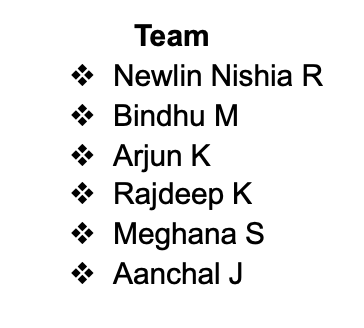 Team
❖ Newlin Nishia R
❖ Bindhu M
❖ Arjun K
❖ Rajdeep K
❖ Meghana S
❖ Aanchal J